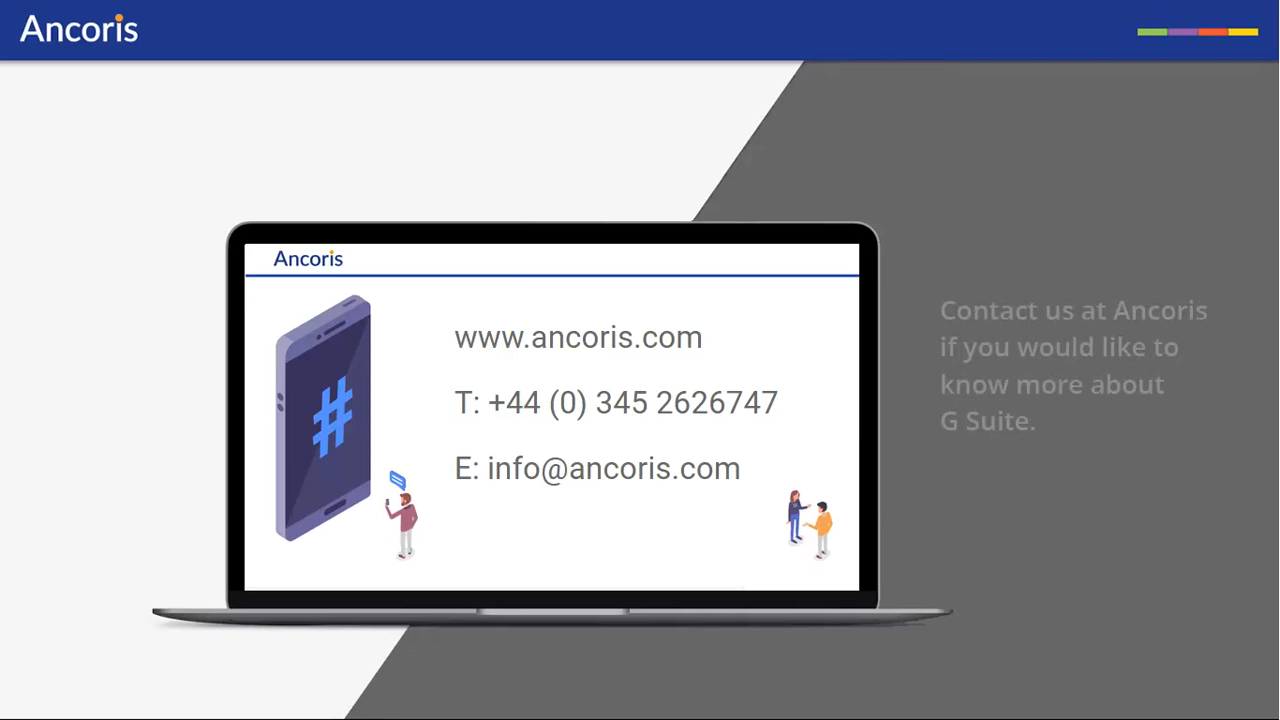 Ancoris
Ancoris
www.ancoris.com
T: +44 (0) 345 2626747
E: info@ancoris.com
#
Contact us at Ancoris
if you would like to
know more about
G Suite.